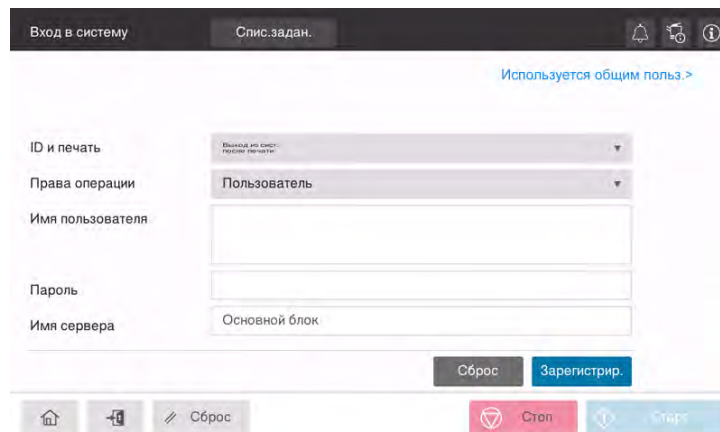 Вход в систему
Спис.задан.
Используется общим польз.>
ID и печать
Выход из сист.
после печати
Права операции
Пользователь
Имя пользователя
Пароль
Имя сервера
Основной блок
Сброс
Зарегистрир.
Сброс
Стоп
Старт